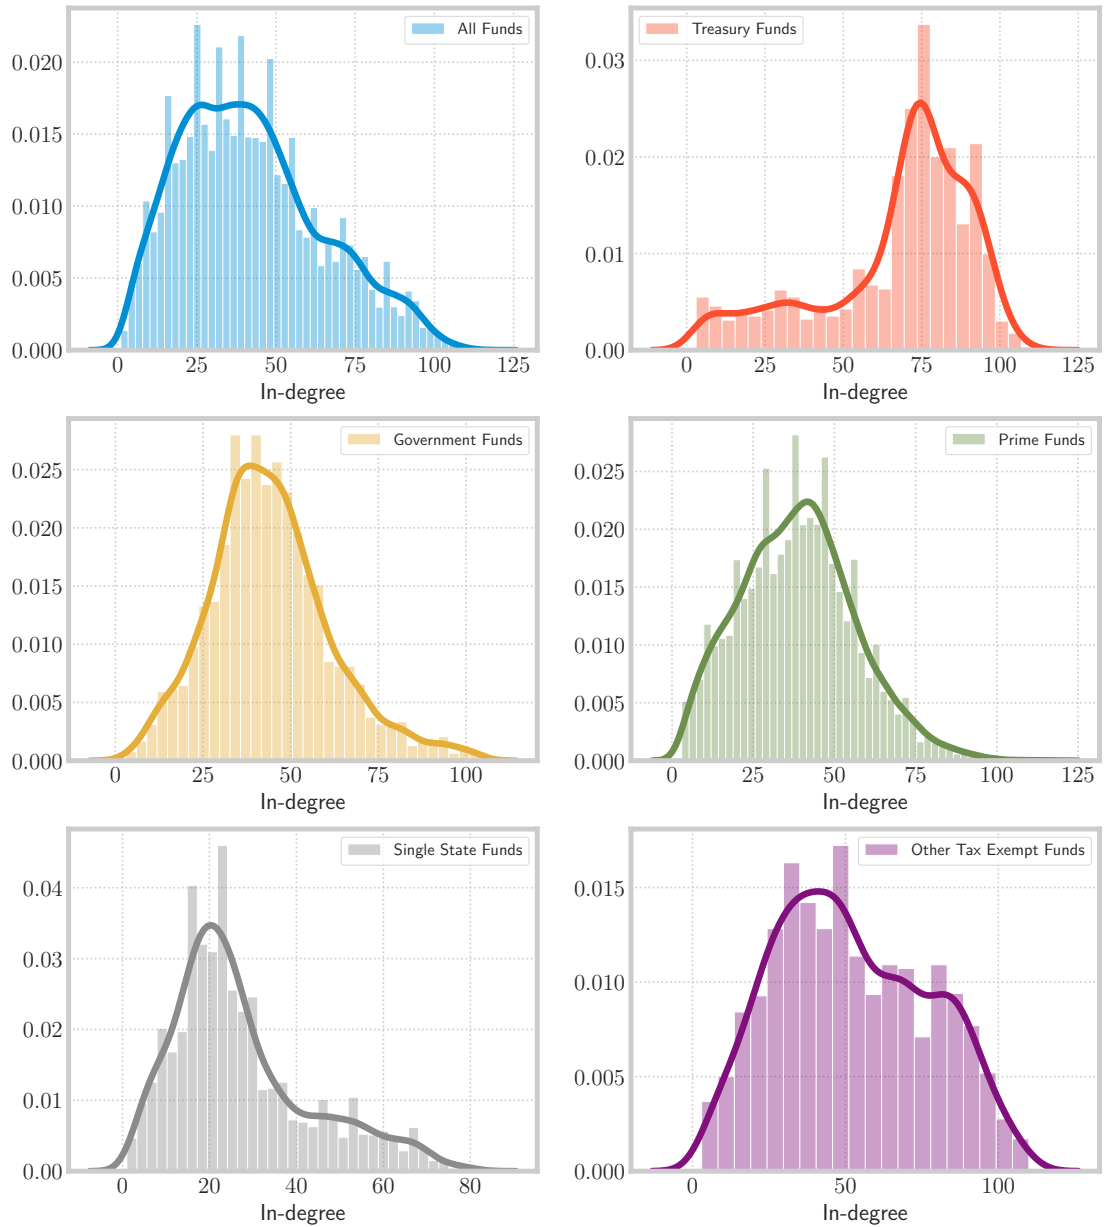 All Funds
0.020
0.015
0.010
0.005
0.000
0 25 50 75 100 125
In-degree
Treasury Funds
0.03
0.02
0.01
0.00
0 25 50 75 100 125
In-degree
Government Funds
0.025
0.020
0.015
0.010
0.005
0.000
0 25 50 75 100
In-degree
Prime Funds
0.025
0.020
0.015
0.010
0.005
0.000
0 25 50 75 100 125
In-degree
Single State Funds
0.04
0.03
0.02
0.01
0.00
0 20 40 60 80
In-degree
Other Tax Exempt Funds
0.015
0.010
0.005
0.000
0 50 100
In-degree